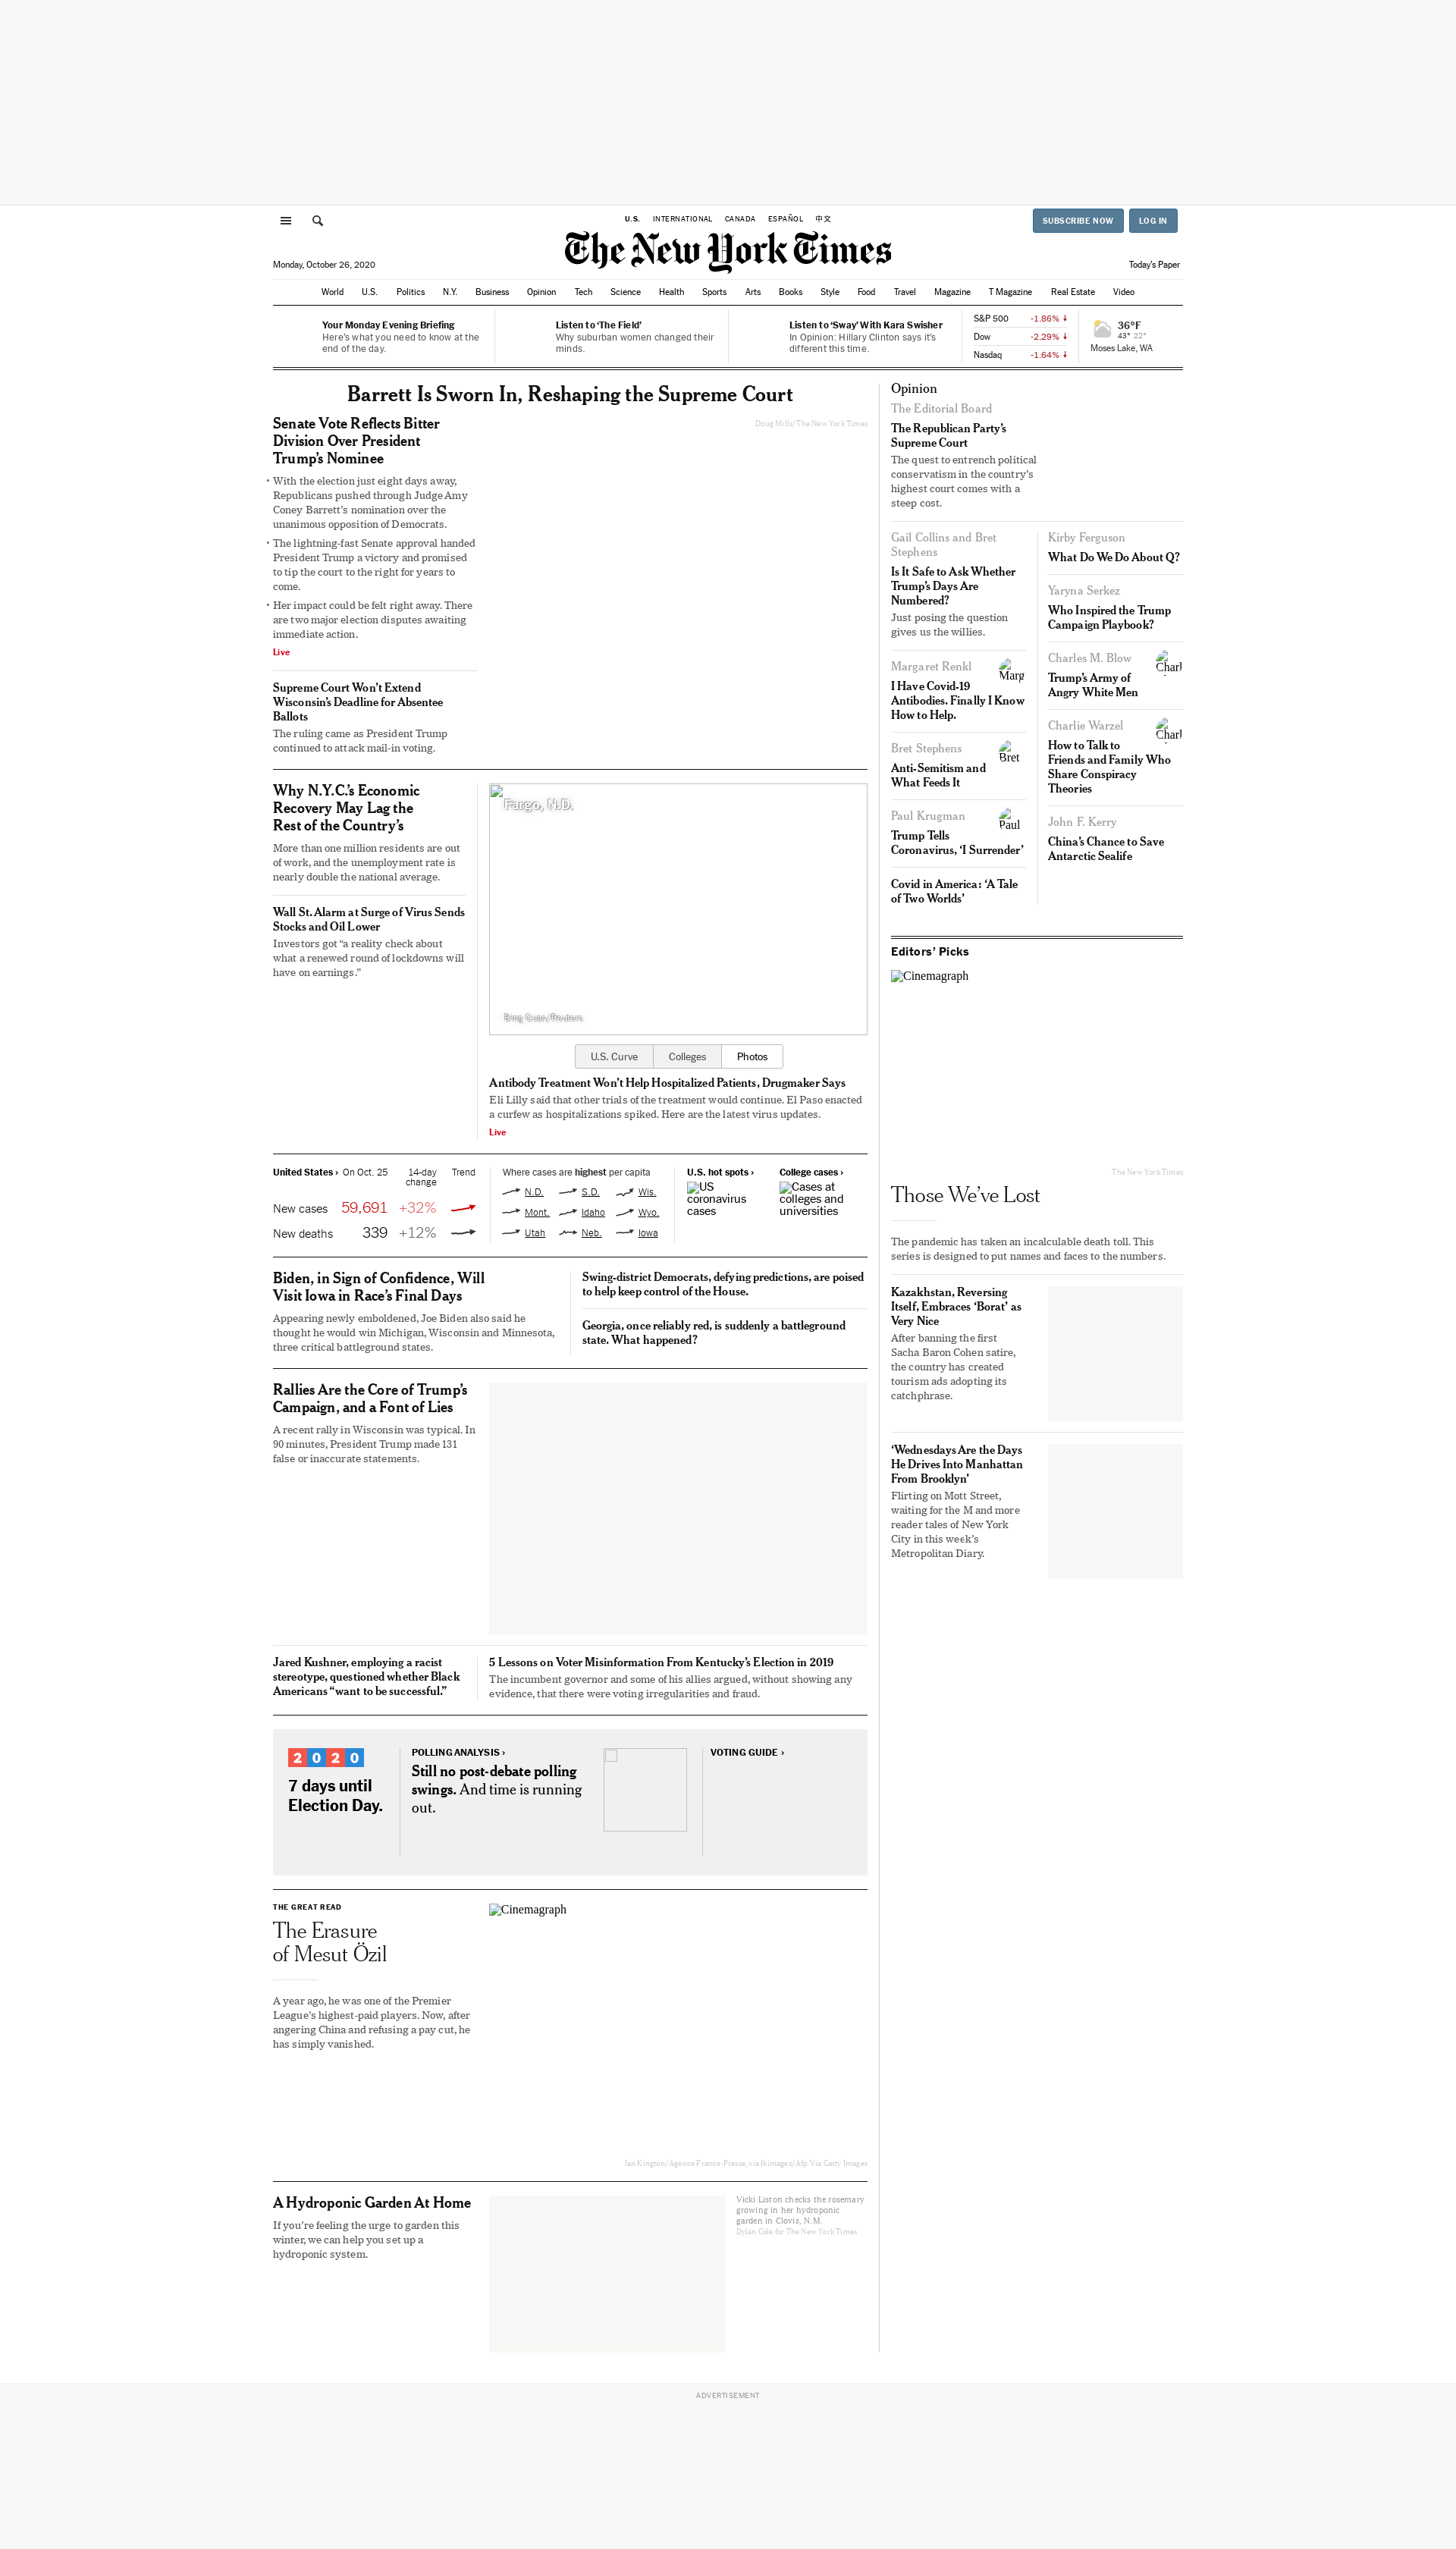 U.S. INTERNATIONAL CANADA ESPAÑOL 中文
SUBSCRIBE NOW LOG IN
The New York Times
Monday, October 26, 2020
Today's Paper
World U.S. Politics N.Y. Business Opinion Tech Science Health Sports Arts Books Style Food Travel Magazine T Magazine Real Estate Video
Your Monday Evening Briefing
Here's what you need to know at the
end of the day.
Listen to 'The Field'
Why suburban women changed their
minds.
Listen to 'Sway' With Kara Swisher
In Opinion: Hillary Clinton says it's
different this time.
S&P 500 -1.86%
Dow -2.29%
Nasdaq -1.64%
36°F
43° 22°
Moses Lake, WA
Barrett Is Sworn In, Reshaping the Supreme Court
Senate Vote Reflects Bitter
Division Over President
Trump's Nominee
• With the election just eight days away,
Republicans pushed through Judge Amy
Coney Barrett's nomination over the
unanimous opposition of Democrats.
• The lightning-fast Senate approval handed
President Trump a victory and promised
to tip the court to the right for years to
come.
• Her impact could be felt right away. There
are two major election disputes awaiting
immediate action.
Live
Doug Mills/The New York Times
Supreme Court Won't Extend
Wisconsin's Deadline for Absentee
Ballots
The ruling came as President Trump
continued to attack mail-in voting.
Why N.Y.C.'s Economic
Recovery May Lag the
Rest of the Country's
More than one million residents are out
of work, and the unemployment rate is
nearly double the national average.
Wall St. Alarm at Surge of Virus Sends
Stocks and Oil Lower
Investors got "a reality check about
what a renewed round of lockdowns will
have on earnings."
Fargo, N.D.
Bing Guan/Reuters
U.S. Curve Colleges Photos
Antibody Treatment Won't Help Hospitalized Patients, Drugmaker Says
Eli Lilly said that other trials of the treatment would continue. El Paso enacted
a curfew as hospitalizations spiked. Here are the latest virus updates.
Live
United States › On Oct. 25 14-day
change Trend
New cases 59,691 +32%
New deaths 339 +12%
Where cases are highest per capita
N.D. S.D. Wis.
Mont. Idaho Wyo.
Utah Neb. Iowa
U.S. hot spots ›
US
coronavirus
cases
College cases ›
Cases at
colleges and
universities
Biden, in Sign of Confidence, Will
Visit Iowa in Race's Final Days
Appearing newly emboldened, Joe Biden also said he
thought he would win Michigan, Wisconsin and Minnesota,
three critical battleground states.
Swing-district Democrats, defying predictions, are poised
to help keep control of the House.
Georgia, once reliably red, is suddenly a battleground
state. What happened?
Rallies Are the Core of Trump's
Campaign, and a Font of Lies
A recent rally in Wisconsin was typical. In
90 minutes, President Trump made 131
false or inaccurate statements.
Jared Kushner, employing a racist
stereotype, questioned whether Black
Americans "want to be successful."
5 Lessons on Voter Misinformation From Kentucky's Election in 2019
The incumbent governor and some of his allies argued, without showing any
evidence, that there were voting irregularities and fraud.
2020
7 days until
Election Day.
POLLING ANALYSIS ›
Still no post-debate polling
swings. And time is running
out.
VOTING GUIDE ›
THE GREAT READ
The Erasure
of Mesut Özil
A year ago, he was one of the Premier
League's highest-paid players. Now, after
angering China and refusing a pay cut, he
has simply vanished.
Cinemagraph
Ian Kington/Agence France-Presse, via Ikimages/Afp Via Getty Images
A Hydroponic Garden At Home
If you're feeling the urge to garden this
winter, we can help you set up a
hydroponic system.
Vicki Liston checks the rosemary
growing in her hydroponic
garden in Clovis, N.M.
Dylan Cole for The New York Times
Opinion
The Editorial Board
The Republican Party's
Supreme Court
The quest to entrench political
conservatism in the country's
highest court comes with a
steep cost.
Gail Collins and Bret
Stephens
Is It Safe to Ask Whether
Trump's Days Are
Numbered?
Just posing the question
gives us the willies.
Margaret Renkl
Marg
I Have Covid-19
Antibodies. Finally I Know
How to Help.
Bret Stephens
Bret
Anti-Semitism and
What Feeds It
Paul Krugman
Paul
Trump Tells
Coronavirus, 'I Surrender'
Covid in America: 'A Tale
of Two Worlds'
Kirby Ferguson
What Do We Do About Q?
Yaryna Serkez
Who Inspired the Trump
Campaign Playbook?
Charles M. Blow
Charl
Trump's Army of
Angry White Men
Charlie Warzel
Charl
How to Talk to
Friends and Family Who
Share Conspiracy
Theories
John F. Kerry
China's Chance to Save
Antarctic Sealife
Editors' Picks
Cinemagraph
The New York Times
Those We've Lost
The pandemic has taken an incalculable death toll. This
series is designed to put names and faces to the numbers.
Kazakhstan, Reversing
Itself, Embraces 'Borat' as
Very Nice
After banning the first
Sacha Baron Cohen satire,
the country has created
tourism ads adopting its
catchphrase.
'Wednesdays Are the Days
He Drives Into Manhattan
From Brooklyn'
Flirting on Mott Street,
waiting for the M and more
reader tales of New York
City in this week's
Metropolitan Diary.
ADVERTISEMENT